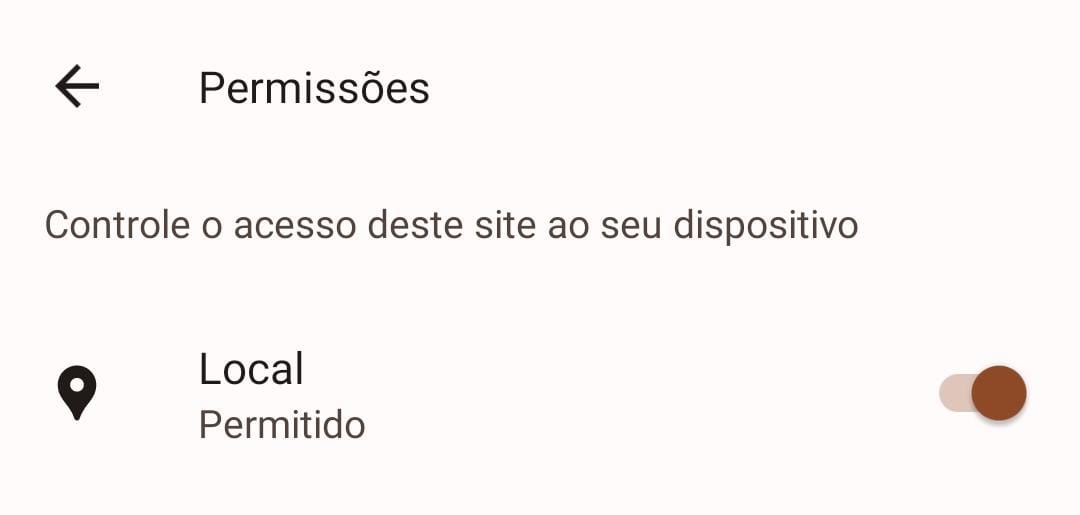 Permissões
Controle o acesso deste site ao seu dispositivo
Local
Permitido